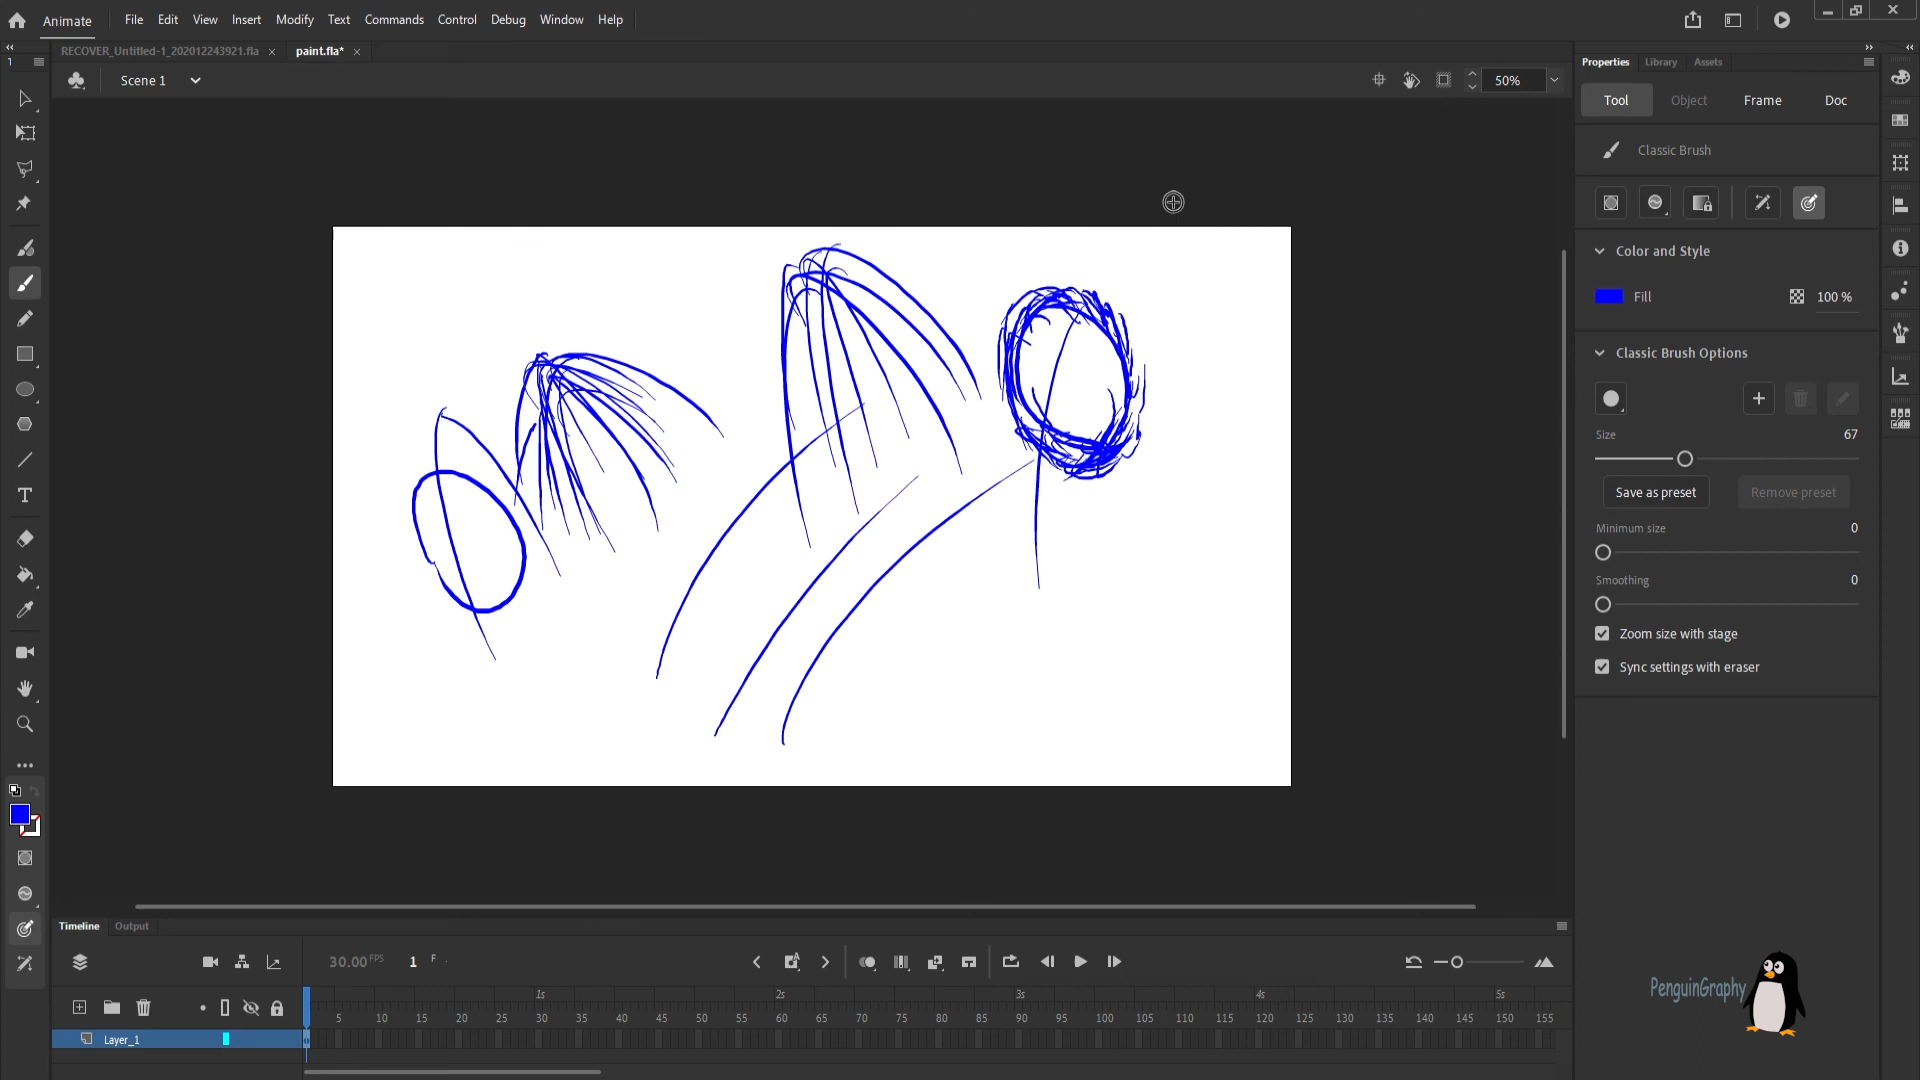 Animate File Edit View Insert Modify Text Commands Control Debug Window Help
RECOVER_Untitled-1_202012243921.fla × paint.fla* ×
1
Scene 1 50%
Properties Library Assets
Tool Object Frame Doc
Classic Brush
Color and Style
Fill 100 %
Classic Brush Options
Size 67
Save as preset Remove preset
Minimum size 0
Smoothing 0
Zoom size with stage
Sync settings with eraser
Timeline Output
30.00 FPS 1 F
1s 2s 3s 4s 5s
5 10 15 20 25 30 35 40 45 50 55 60 65 70 75 80 85 90 95 100 105 110 115 120 125 130 135 140 145 150 155
Layer_1
PenguinGraphy